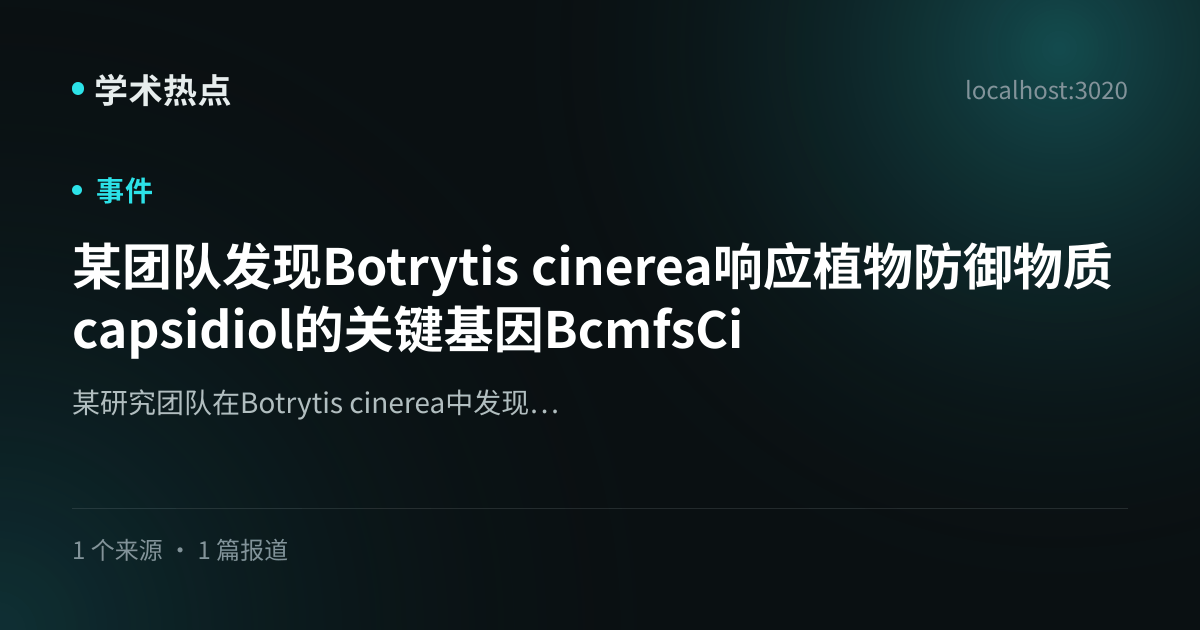 学术热点
localhost:3020
事件
某团队发现Botrytis cinerea响应植物防御物质
capsidiol的关键基因BcmfsCi
某研究团队在Botrytis cinerea中发现…
1 个来源 · 1 篇报道